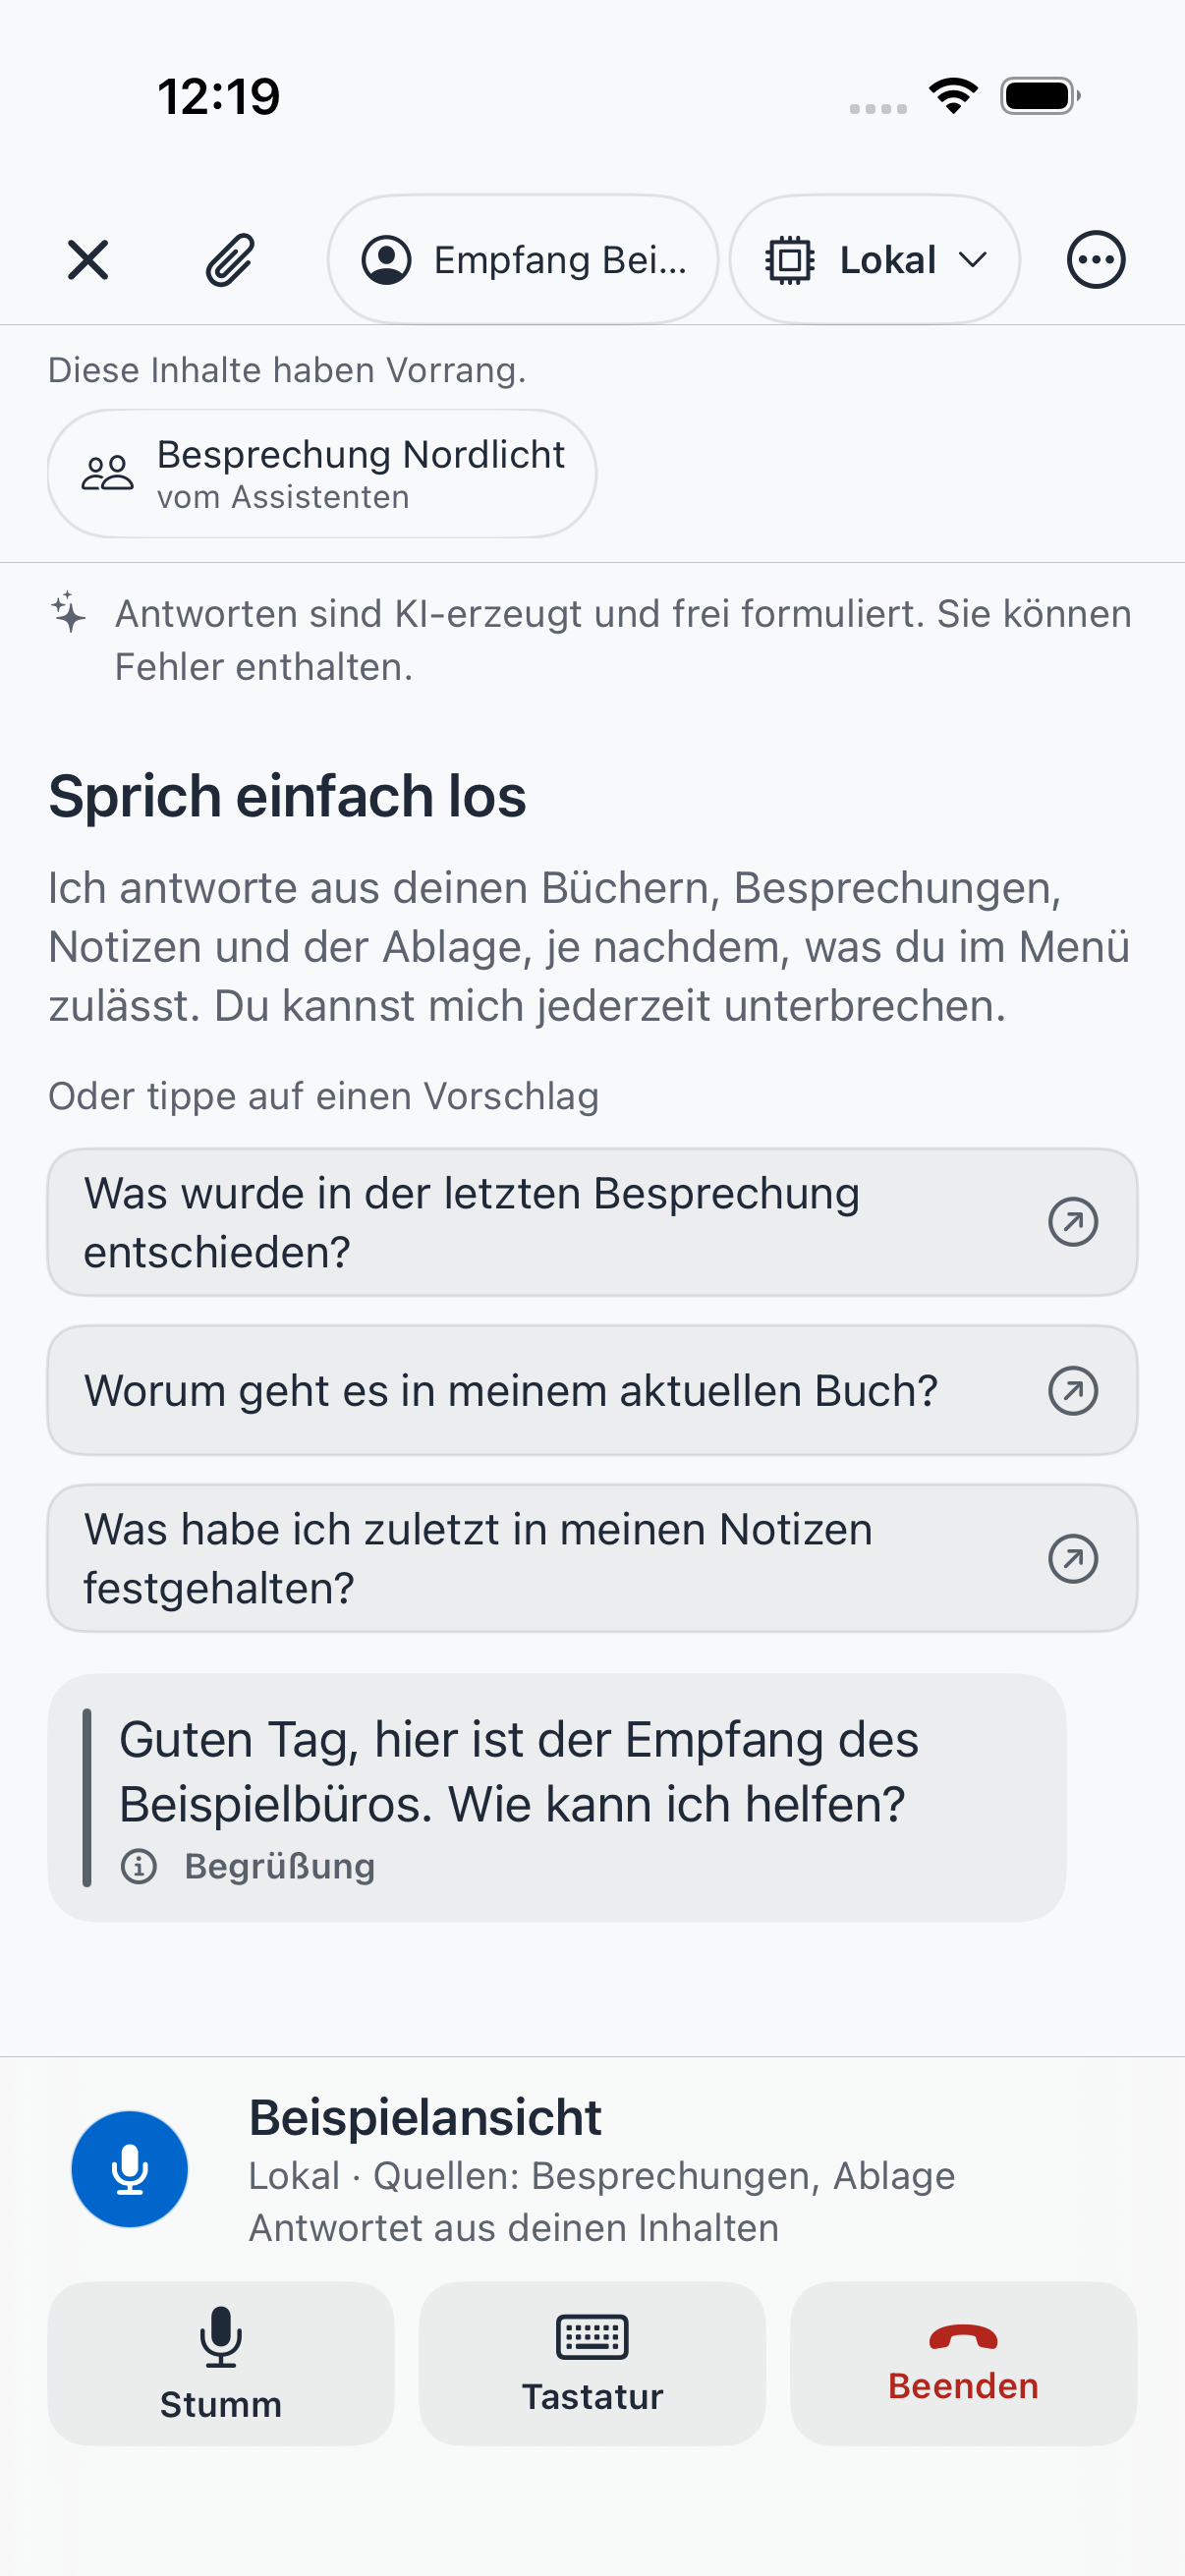 12:19
Empfang Bei...
Lokal
Diese Inhalte haben Vorrang.
Besprechung Nordlicht
vom Assistenten
Antworten sind KI-erzeugt und frei formuliert. Sie können
Fehler enthalten.
Sprich einfach los
Ich antworte aus deinen Büchern, Besprechungen,
Notizen und der Ablage, je nachdem, was du im Menü
zulässt. Du kannst mich jederzeit unterbrechen.
Oder tippe auf einen Vorschlag
Was wurde in der letzten Besprechung
entschieden?
Worum geht es in meinem aktuellen Buch?
Was habe ich zuletzt in meinen Notizen
festgehalten?
Guten Tag, hier ist der Empfang des
Beispielbüros. Wie kann ich helfen?
Begrüßung
Beispielansicht
Lokal · Quellen: Besprechungen, Ablage
Antwortet aus deinen Inhalten
Stumm
Tastatur
Beenden